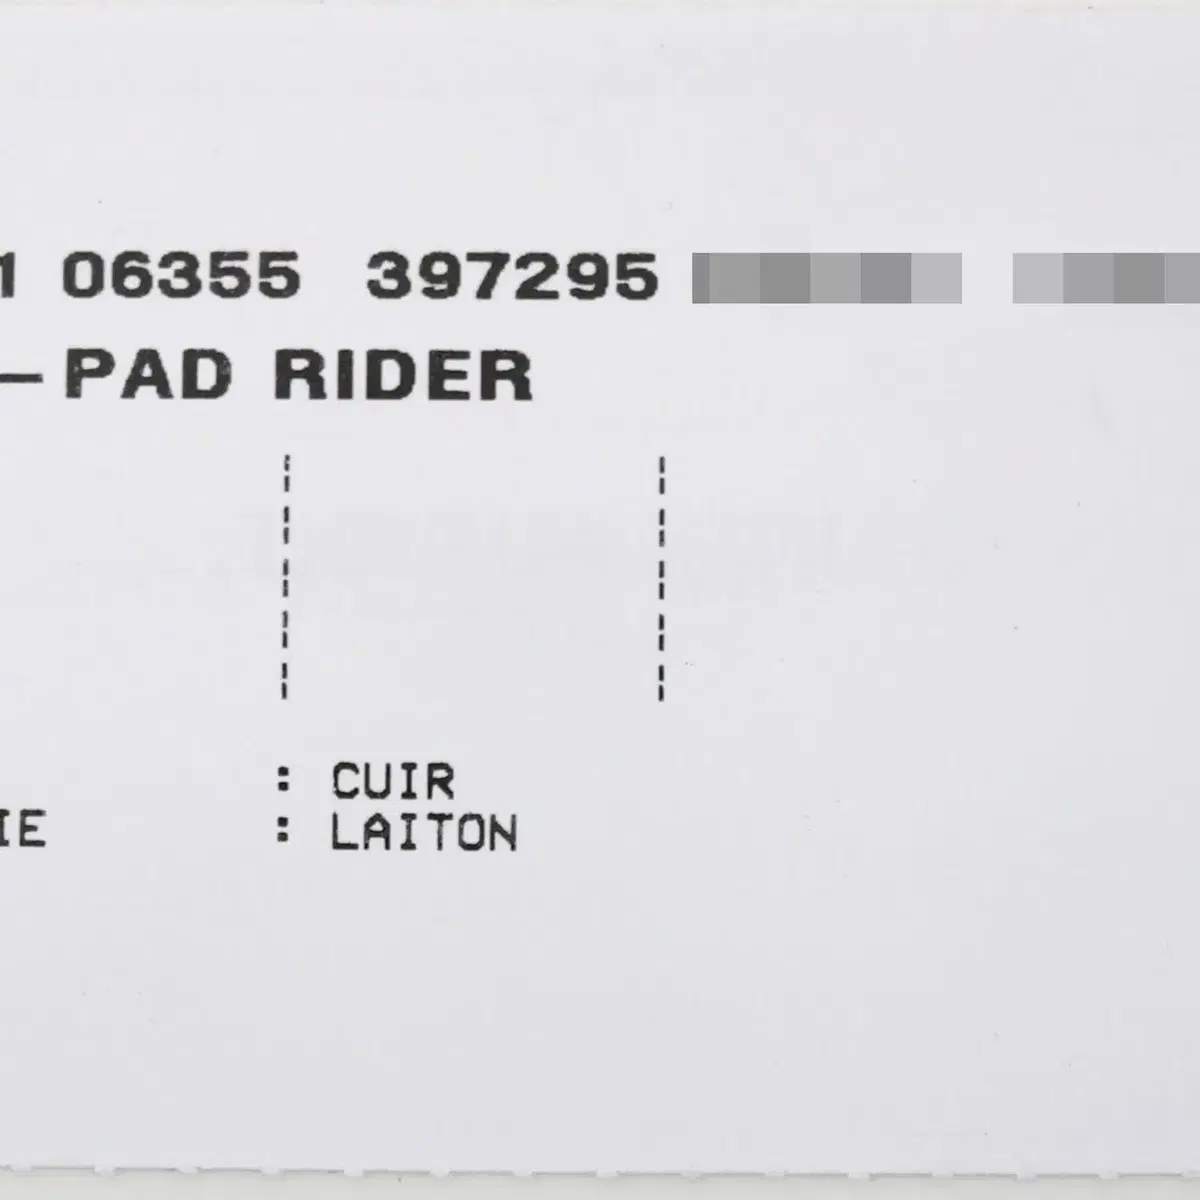 1 06355 397295
— PAD RIDER
: CUIR
IE : LAITON